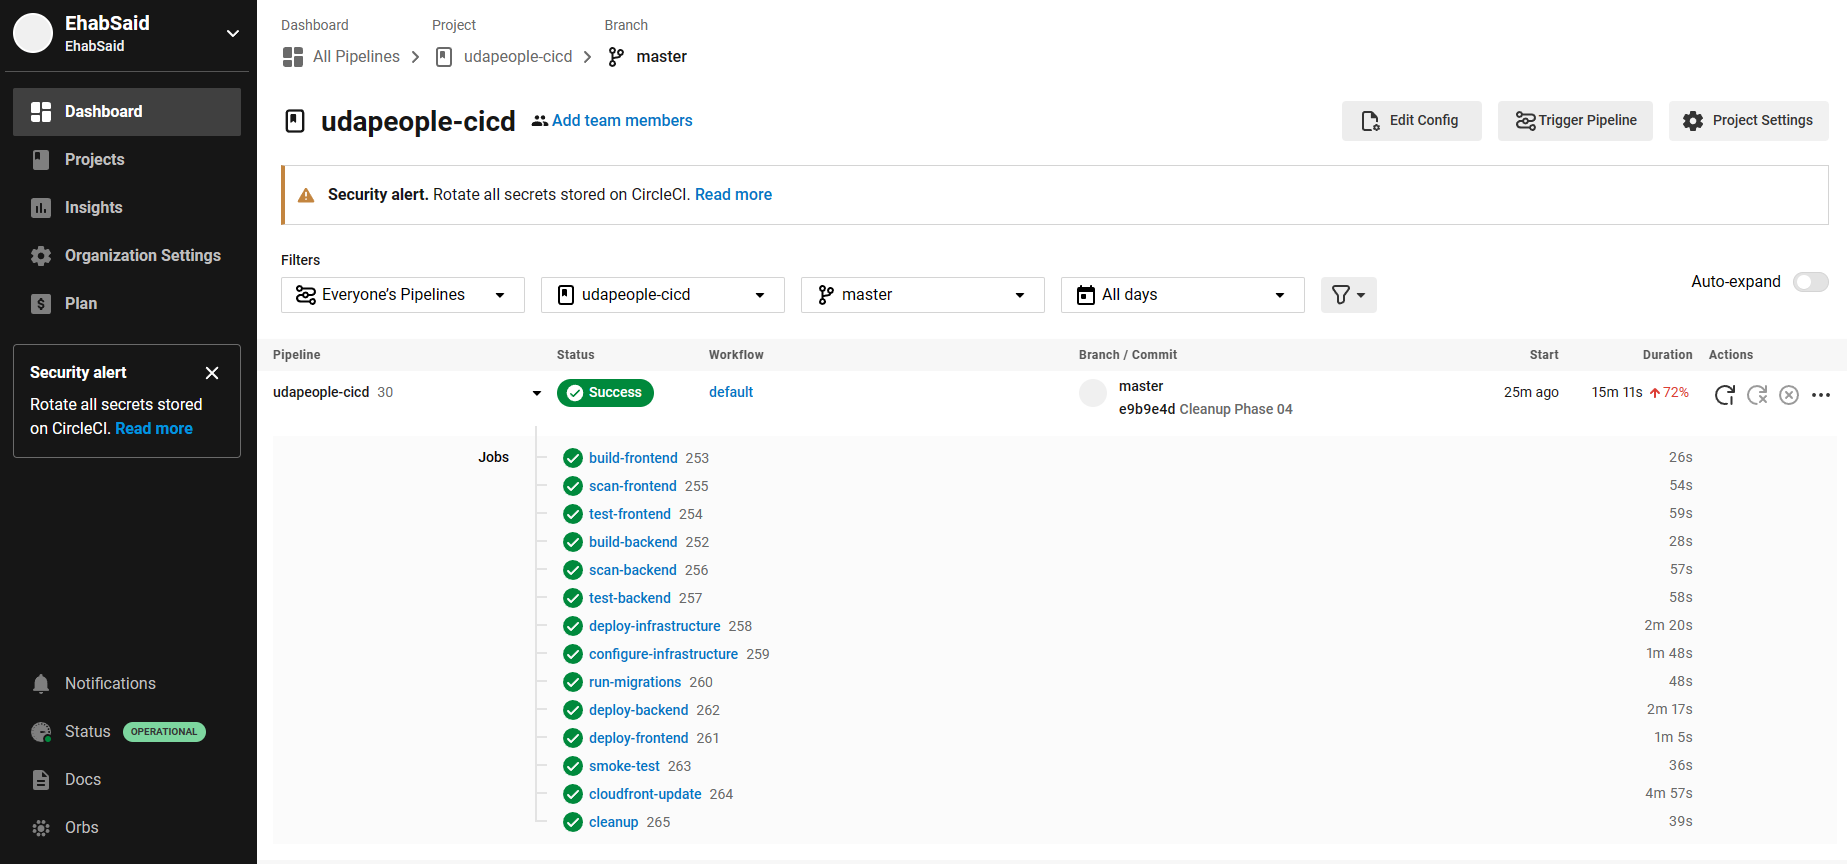 EhabSaid
EhabSaid
Dashboard
Projects
Insights
Organization Settings
Plan
Security alert
Rotate all secrets stored
on CircleCI. Read more
Notifications
Status OPERATIONAL
Docs
Orbs
Dashboard Project Branch
All Pipelines udapeople-cicd master
udapeople-cicd Add team members Edit Config Trigger Pipeline Project Settings
Security alert. Rotate all secrets stored on CircleCI. Read more
Filters
Everyone's Pipelines udapeople-cicd master All days Auto-expand
Pipeline Status Workflow Branch / Commit Start Duration Actions
udapeople-cicd 30 Success default master 25m ago 15m 11s 72%
e9b9e4d Cleanup Phase 04
Jobs build-frontend 253 26s
scan-frontend 255 54s
test-frontend 254 59s
build-backend 252 28s
scan-backend 256 57s
test-backend 257 58s
deploy-infrastructure 258 2m 20s
configure-infrastructure 259 1m 48s
run-migrations 260 48s
deploy-backend 262 2m 17s
deploy-frontend 261 1m 5s
smoke-test 263 36s
cloudfront-update 264 4m 57s
cleanup 265 39s